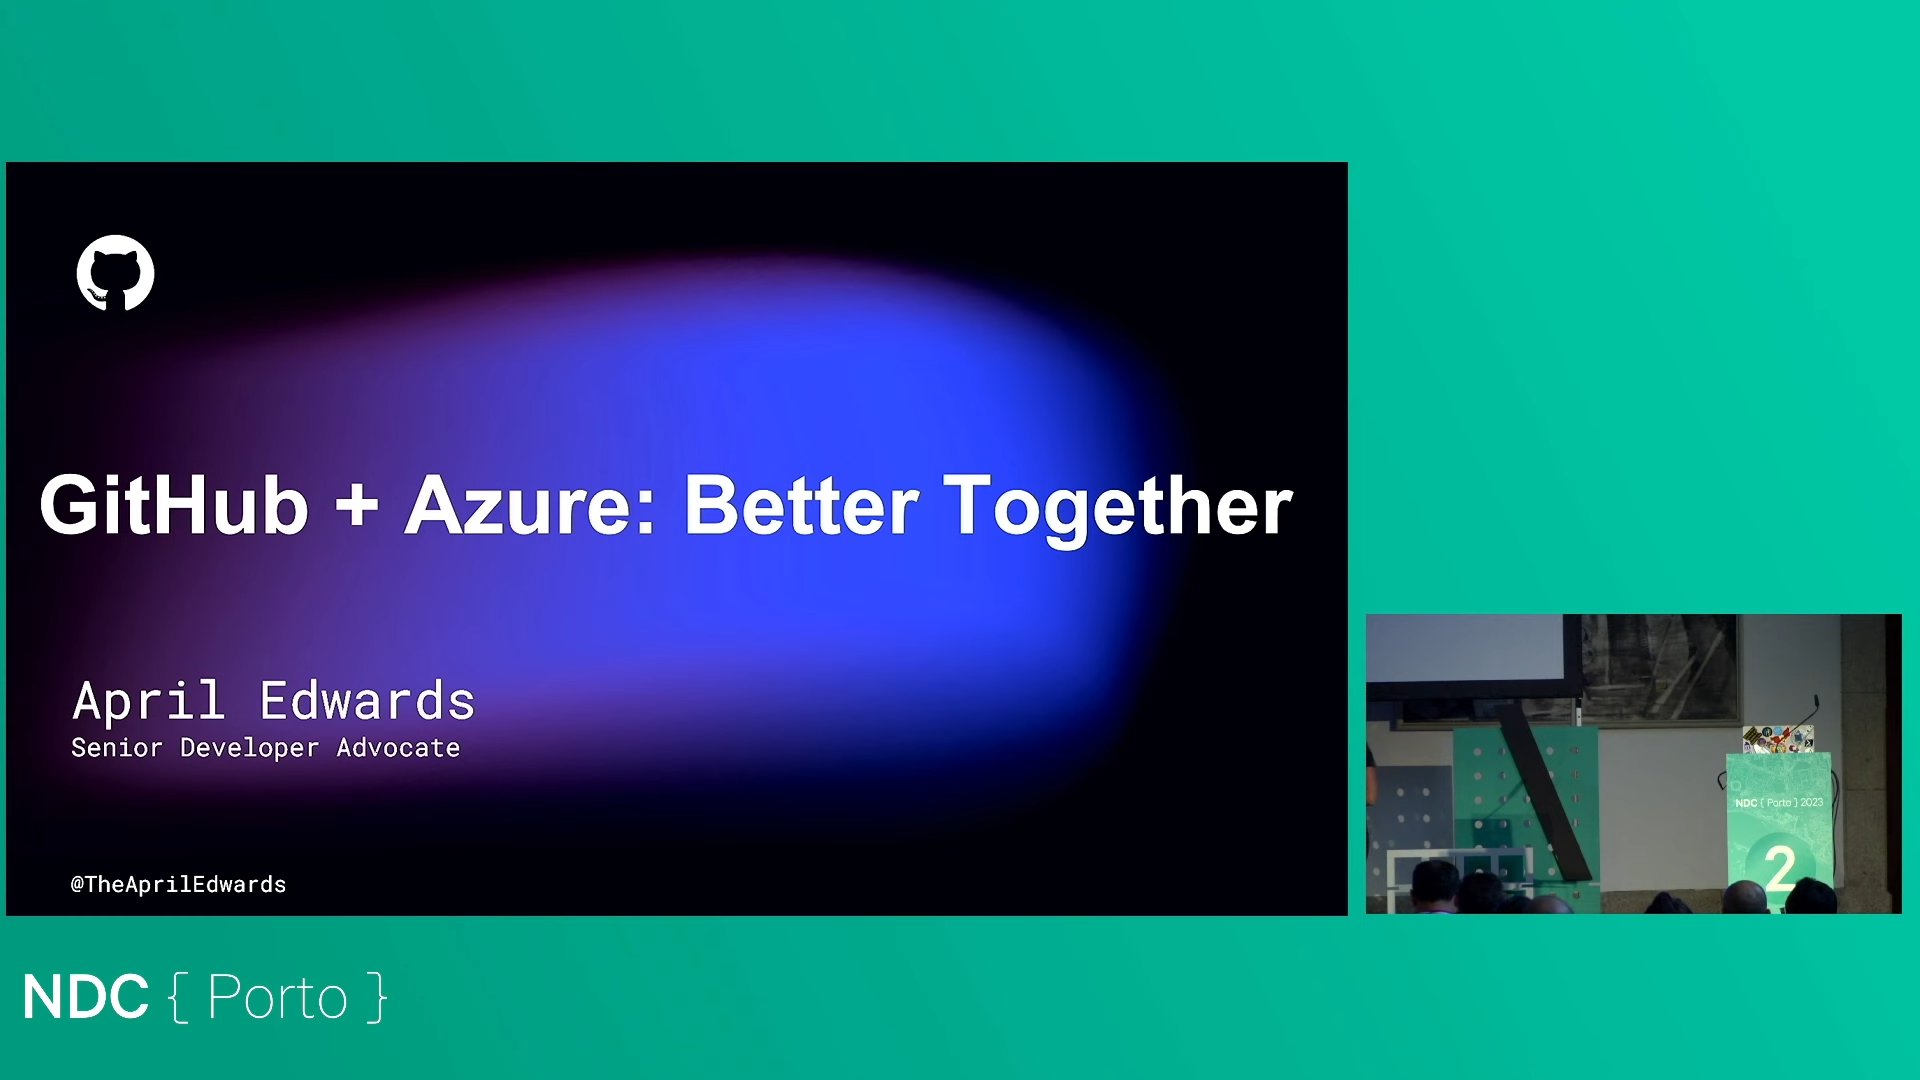 GitHub + Azure: Better Together
April Edwards
Senior Developer Advocate
@TheAprilEdwards
NDC { Porto } 2023
2
NDC { Porto }